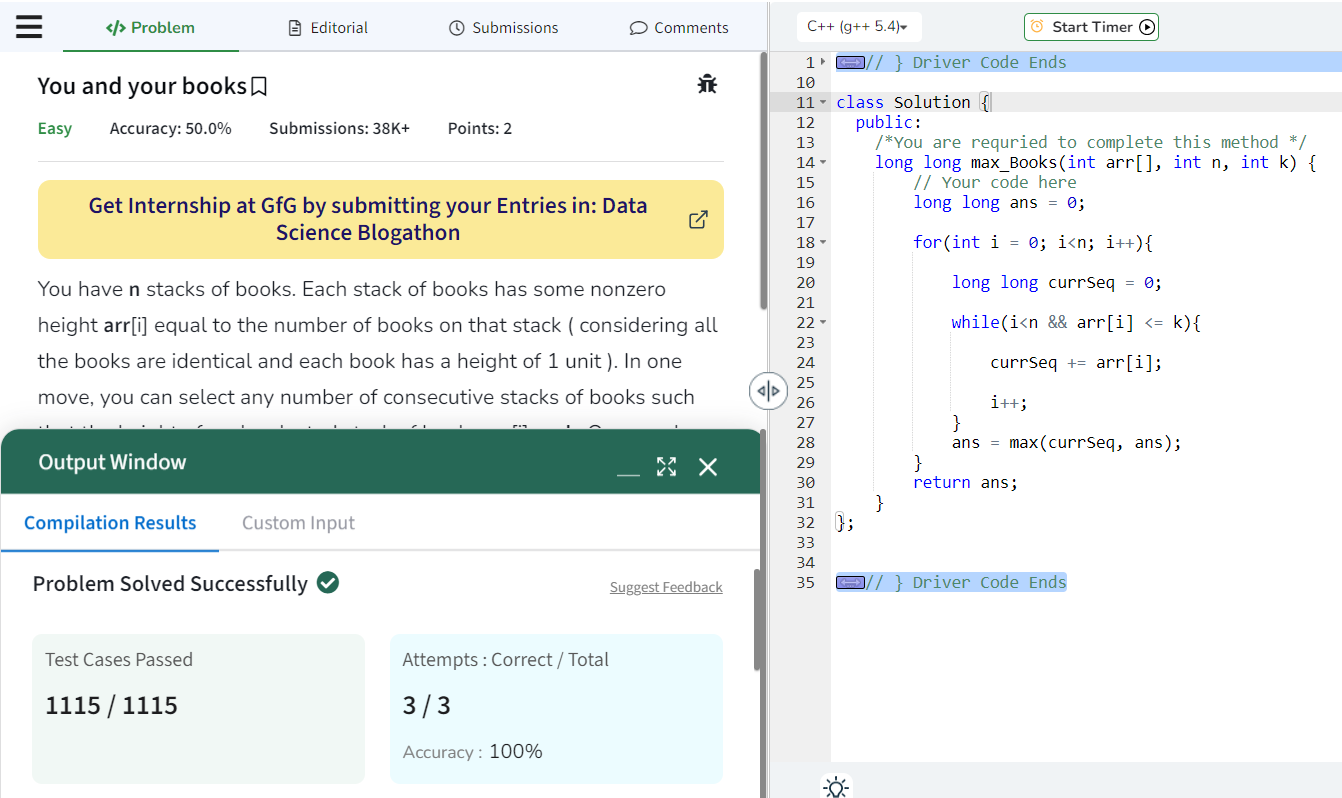 Problem
Editorial
Submissions
Comments
You and your books
Easy
Accuracy: 50.0%
Submissions: 38K+
Points: 2
Get Internship at GfG by submitting your Entries in: Data
Science Blogathon
You have n stacks of books. Each stack of books has some nonzero
height arr[i] equal to the number of books on that stack ( considering all
the books are identical and each book has a height of 1 unit ). In one
move, you can select any number of consecutive stacks of books such
Output Window
Compilation Results
Custom Input
Problem Solved Successfully
Suggest Feedback
Test Cases Passed
1115 / 1115
Attempts : Correct / Total
3 / 3
Accuracy : 100%
C++ (g++ 5.4)
Start Timer
1 // } Driver Code Ends
10
11 class Solution {
12 public:
13 /*You are requried to complete this method */
14 long long max_Books(int arr[], int n, int k) {
15 // Your code here
16 long long ans = 0;
17
18 for(int i = 0; i<n; i++){
19
20 long long currSeq = 0;
21
22 while(i<n && arr[i] <= k){
23
24 currSeq += arr[i];
25
26 i++;
27 }
28 ans = max(currSeq, ans);
29 }
30 return ans;
31 }
32 };
33
34
35 // } Driver Code Ends